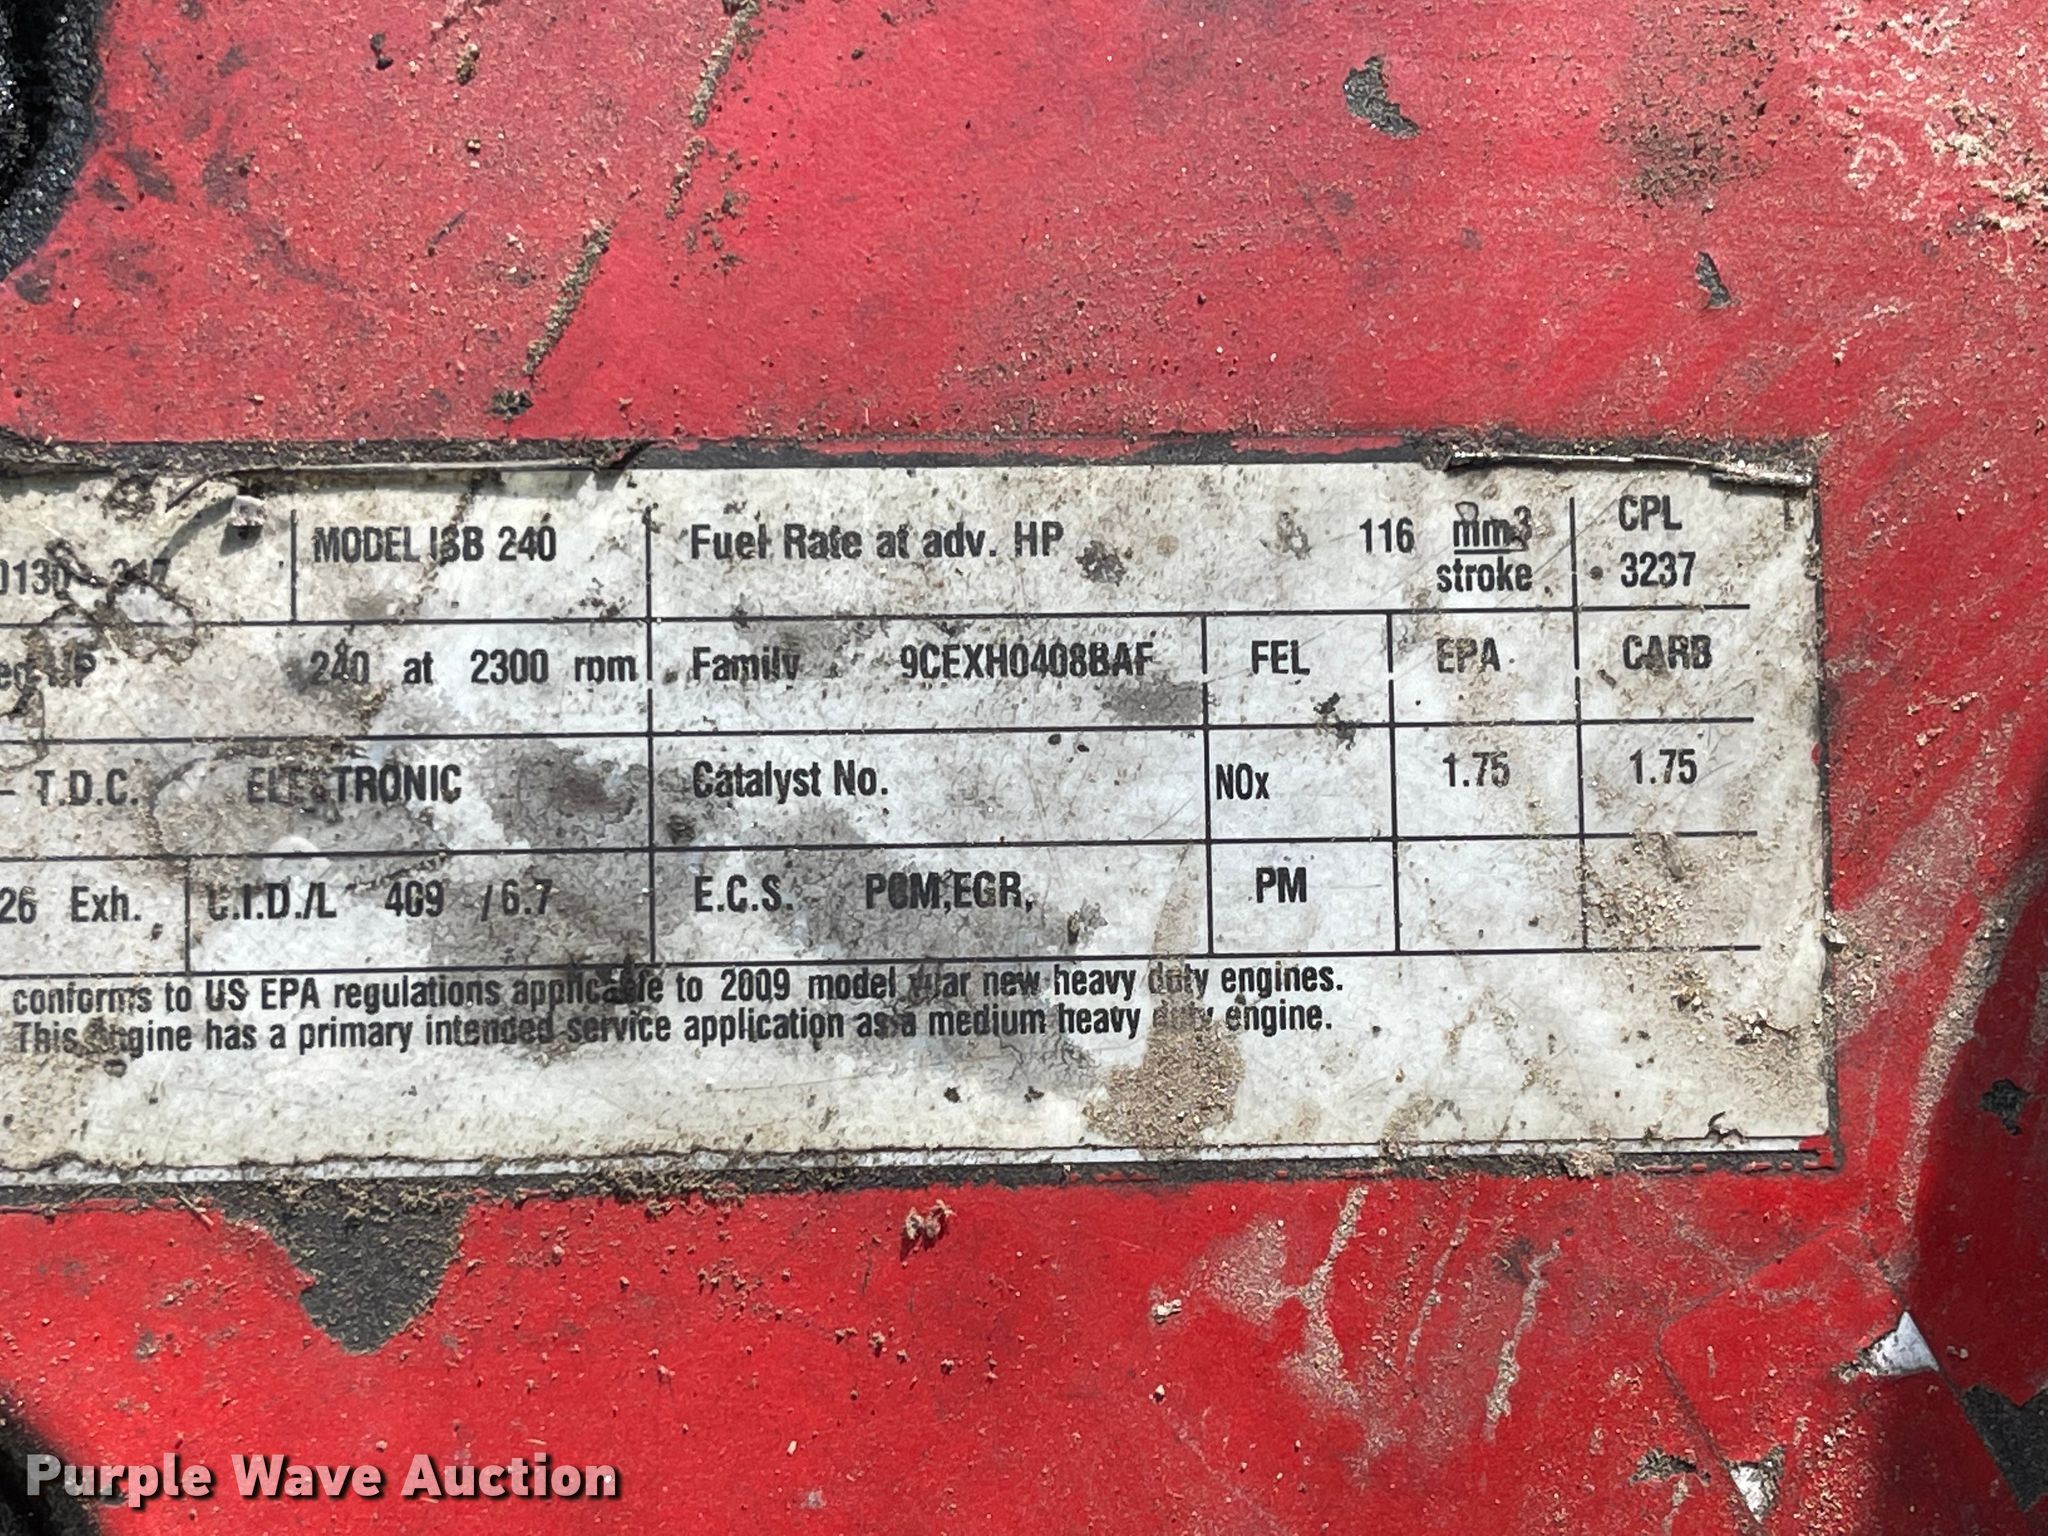 MODEL ISB 240 Fuel Rate at adv. HP 116 mm3 CPL
stroke 3237
240 at 2300 rpm Family 9CEXH0408BAF FEL EPA CARB
– T.D.C. ELECTRONIC Catalyst No. NOx 1.75 1.75
26 Exh. C.I.D./L 409 / 6.7 E.C.S. PCM,EGR, PM
conforms to US EPA regulations applicable to 2009 model year new heavy duty engines.
This engine has a primary intended service application as a medium heavy duty engine.
Purple Wave Auction